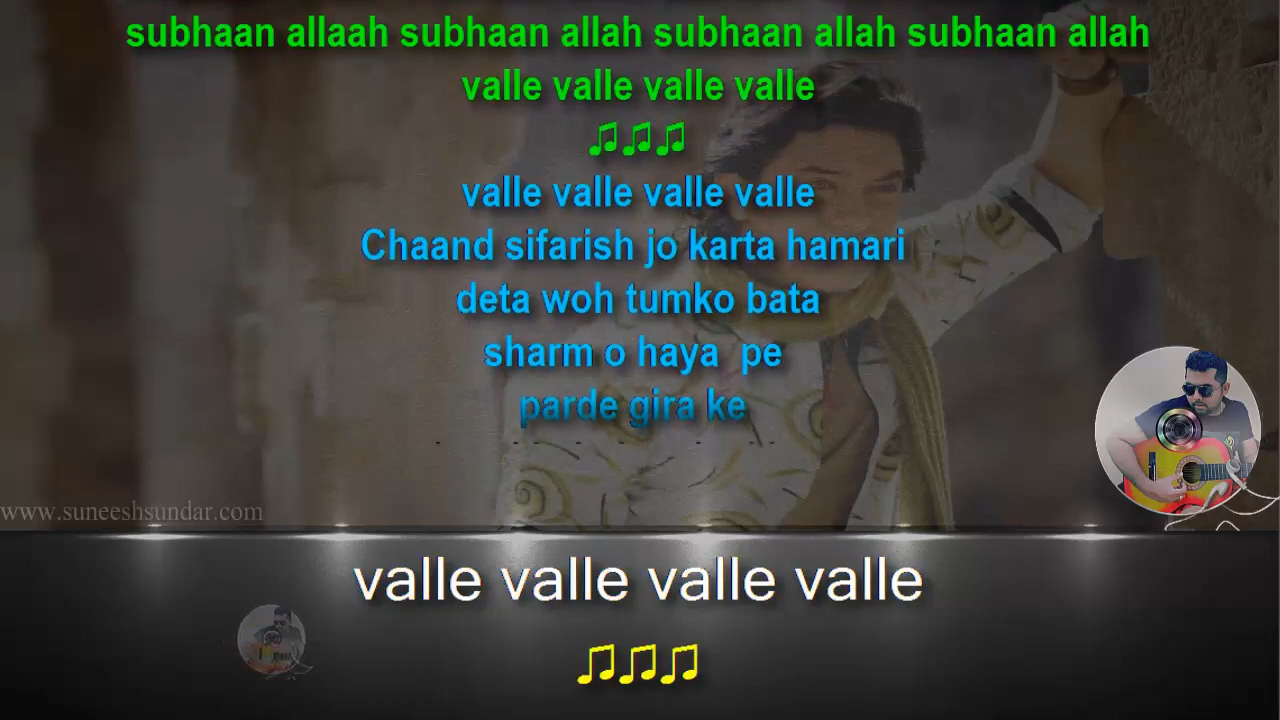 subhaan allaah subhaan allah subhaan allah subhaan allah
valle valle valle valle
♫♫♫
valle valle valle valle
Chaand sifarish jo karta hamari
deta woh tumko bata
sharm o haya pe
parde gira ke
www.suneeshsundar.com
valle valle valle valle
♫♫♫